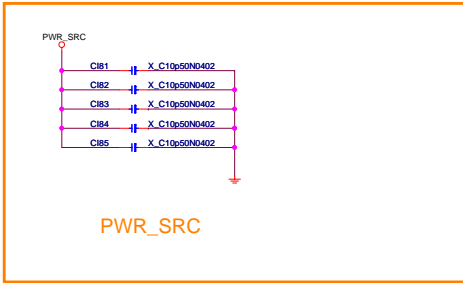 PWR_SRC
CI81 X_C10p50N0402
CI82 X_C10p50N0402
CI83 X_C10p50N0402
CI84 X_C10p50N0402
CI85 X_C10p50N0402
PWR_SRC